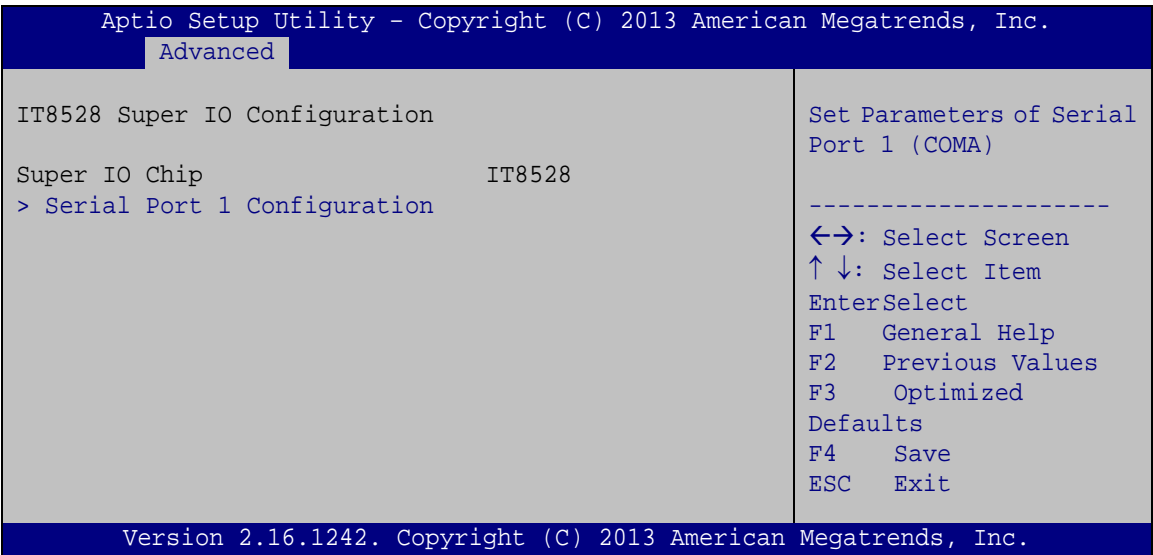 Aptio Setup Utility – Copyright (C) 2013 American Megatrends, Inc.
Advanced
IT8528 Super IO Configuration
Super IO Chip IT8528
> Serial Port 1 Configuration
Set Parameters of Serial
Port 1 (COMA)
---------------------
←→: Select Screen
↑ ↓: Select Item
EnterSelect
F1 General Help
F2 Previous Values
F3 Optimized
Defaults
F4 Save
ESC Exit
Version 2.16.1242. Copyright (C) 2013 American Megatrends, Inc.